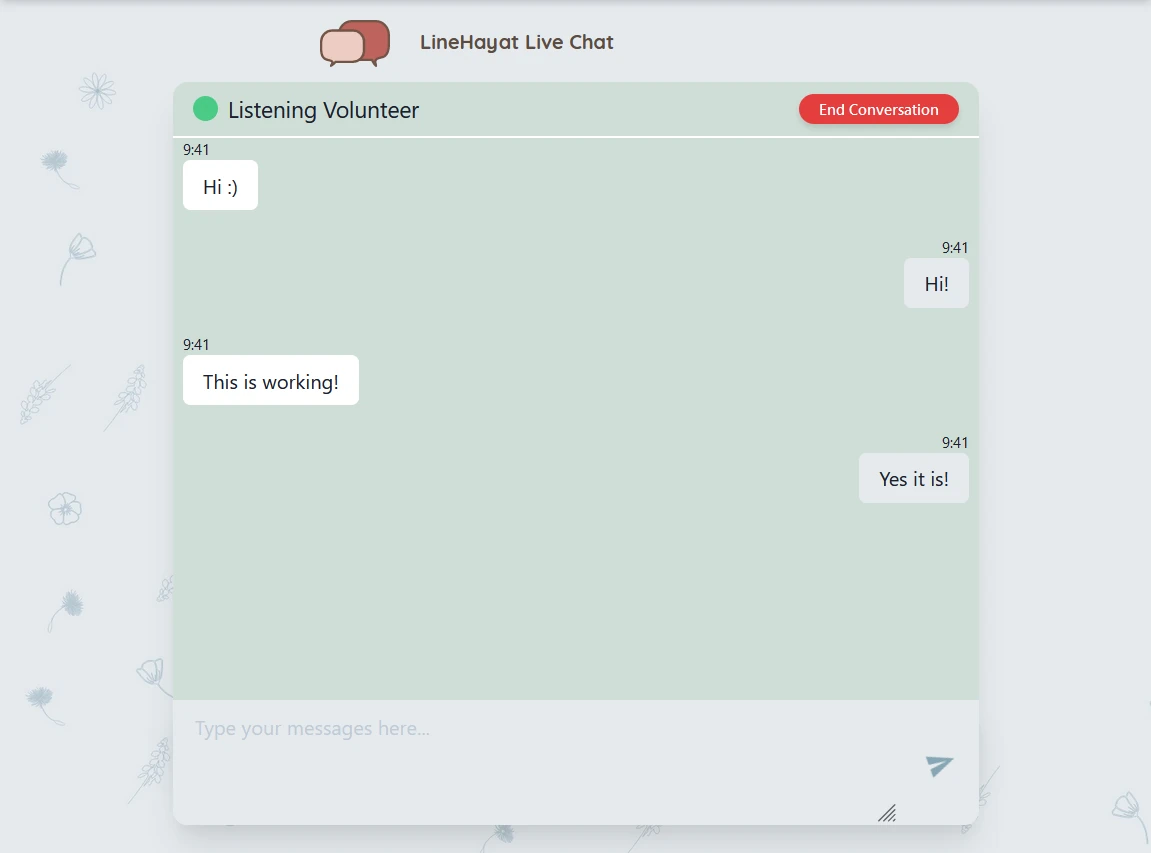 LineHayat Live Chat
Listening Volunteer
End Conversation
9:41
Hi :)
9:41
Hi!
9:41
This is working!
9:41
Yes it is!
Type your messages here...